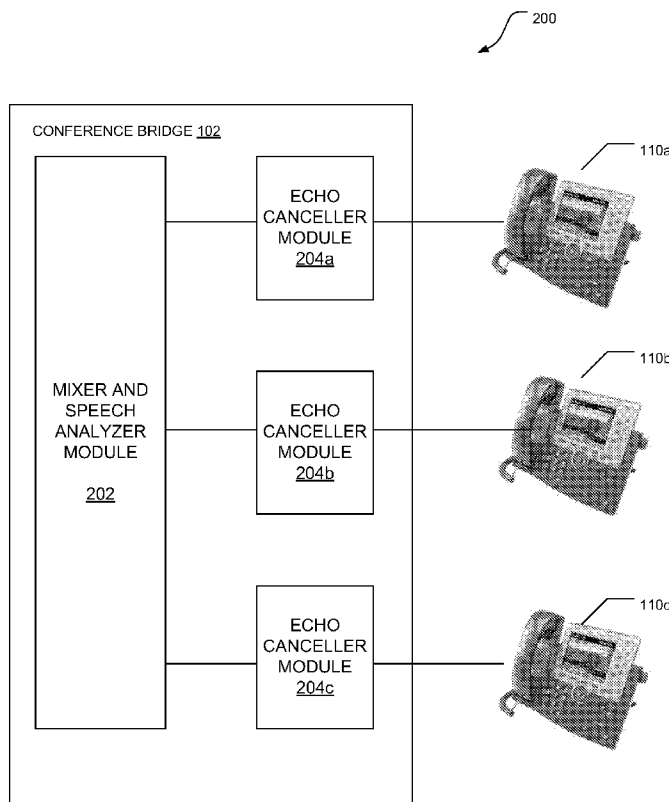 200
CONFERENCE BRIDGE 102
110a
ECHO
CANCELLER
MODULE
204a
110b
MIXER AND
SPEECH
ANALYZER
MODULE
202
ECHO
CANCELLER
MODULE
204b
110c
ECHO
CANCELLER
MODULE
204c